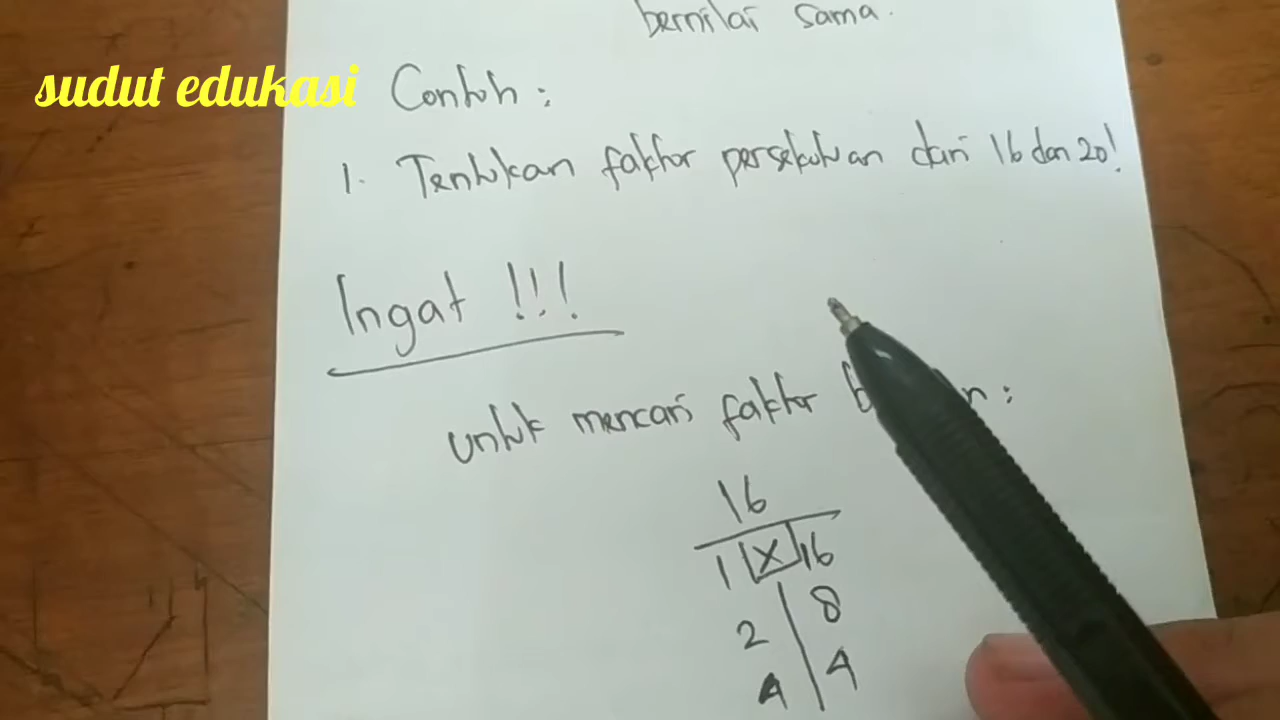 bernilai sama.
sudut edukasi
Contoh :
1. Tentukan faktor persekutuan dari 16 dan 20!
Ingat !!!
untuk mencari faktor :
16
1 x 16
2 8
4 4